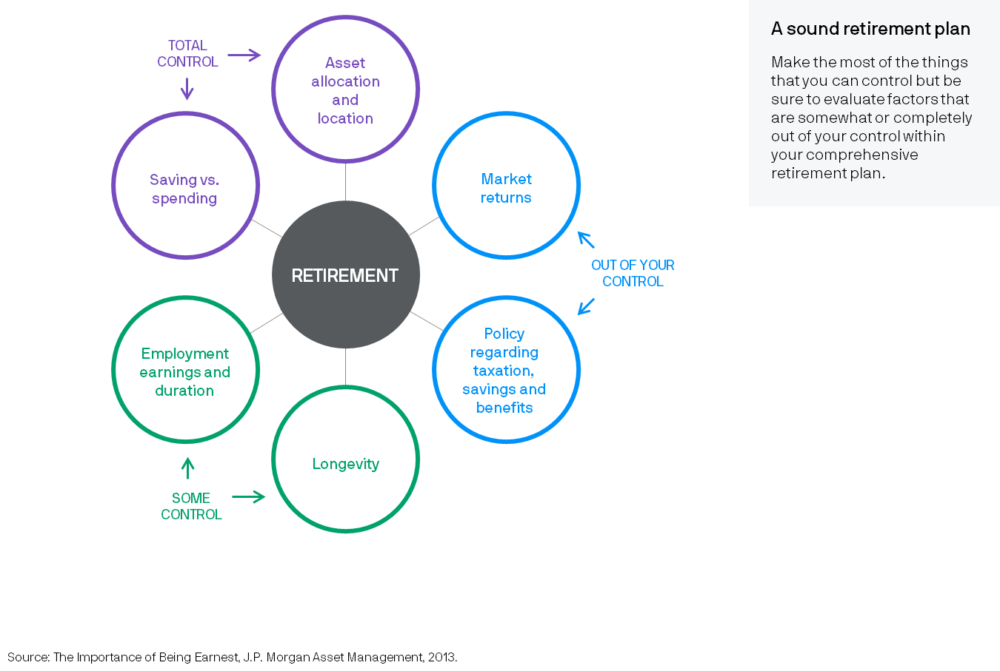 TOTAL
CONTROL
Asset
allocation
and
location
Saving vs.
spending
Market
returns
OUT OF YOUR
CONTROL
RETIREMENT
Employment
earnings and
duration
Policy
regarding
taxation,
savings and
benefits
Longevity
SOME
CONTROL
A sound retirement plan
Make the most of the things
that you can control but be
sure to evaluate factors that
are somewhat or completely
out of your control within
your comprehensive
retirement plan.
Source: The Importance of Being Earnest, J.P. Morgan Asset Management, 2013.